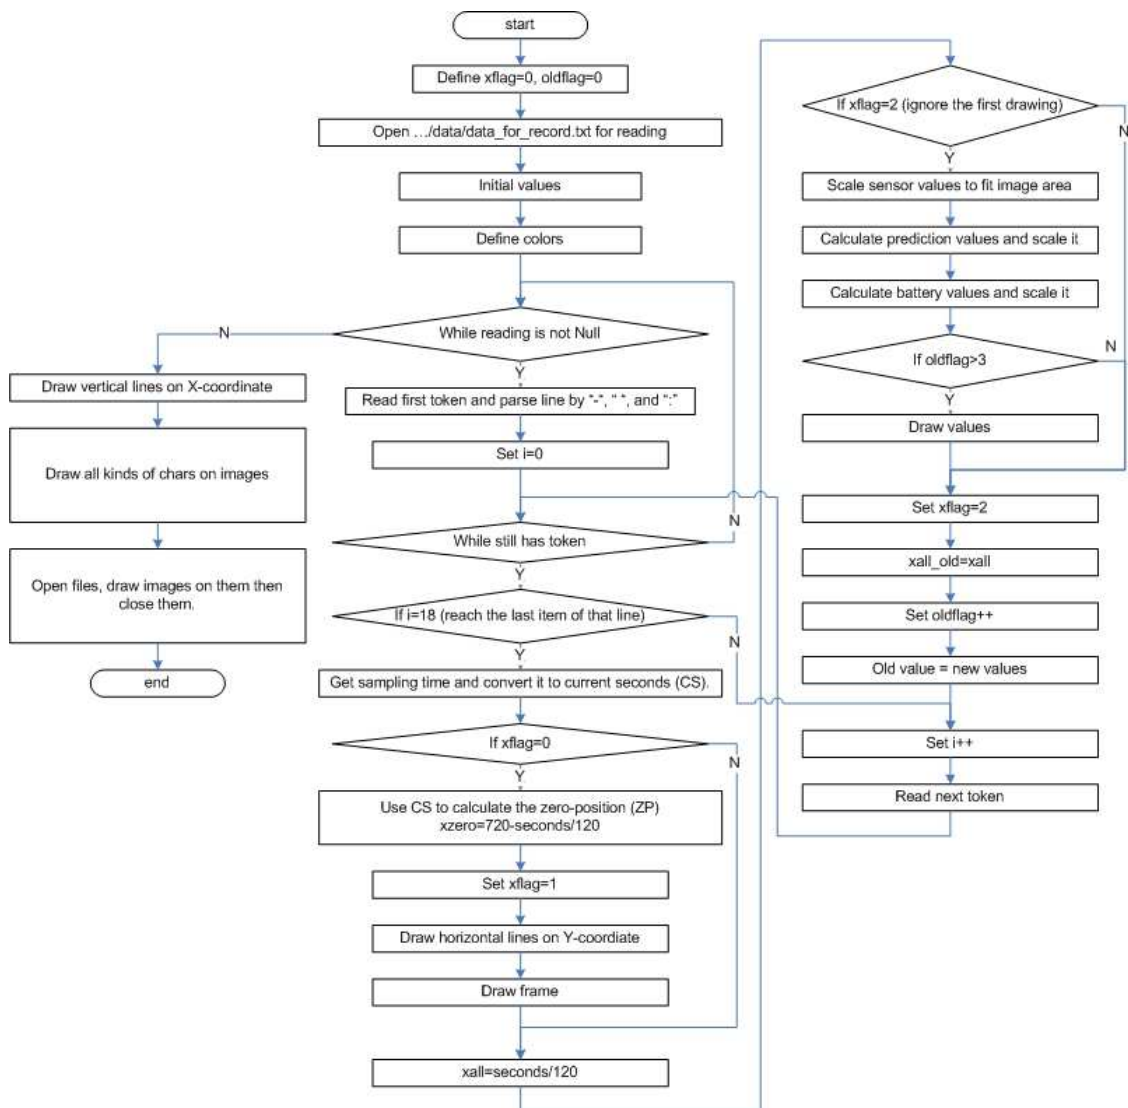 start
Define xflag=0, oldflag=0
Open …/data/data_for_record.txt for reading
Initial values
Define colors
While reading is not Null
N
Y
Draw vertical lines on X-coordinate
Draw all kinds of chars on images
Open files, draw images on them then
close them.
end
Read first token and parse line by “-“, “ “, and “:”
Set i=0
While still has token
N
Y
If i=18 (reach the last item of that line)
N
Y
Get sampling time and convert it to current seconds (CS).
If xflag=0
N
Y
Use CS to calculate the zero-position (ZP)
xzero=720-seconds/120
Set xflag=1
Draw horizontal lines on Y-coordiate
Draw frame
xall=seconds/120
If xflag=2 (ignore the first drawing)
N
Y
Scale sensor values to fit image area
Calculate prediction values and scale it
Calculate battery values and scale it
If oldflag>3
N
Y
Draw values
Set xflag=2
xall_old=xall
Set oldflag++
Old value = new values
Set i++
Read next token